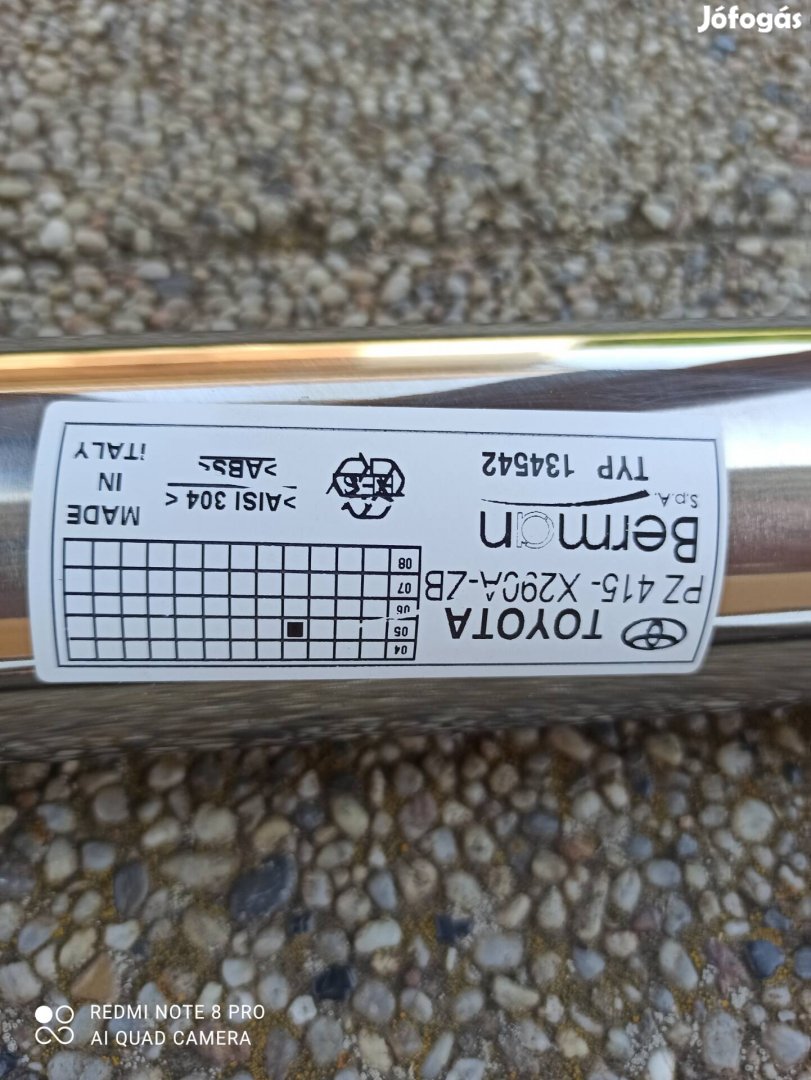 Jófogás
TOYOTA
PZ 415- X290A-ZB
Berman
S.p.A.
TYP 134542
04
05
06
07
08
>AISI 304<
>ABS<
MADE
IN
iTALY
REDMI NOTE 8 PRO
AI QUAD CAMERA